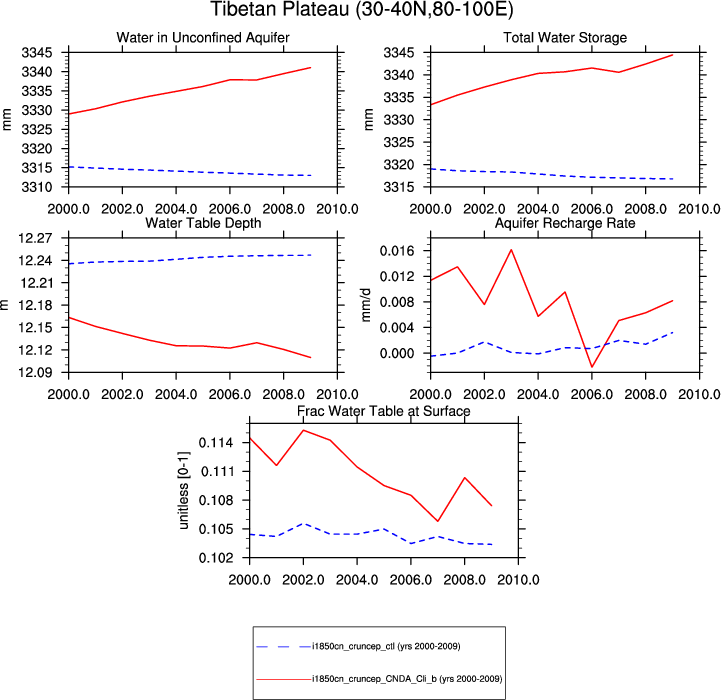 Tibetan Plateau (30-40N,80-100E)
Water in Unconfined Aquifer
3345
3340
3335
3330
3325
3320
3315
3310
mm
2000.0 2002.0 2004.0 2006.0 2008.0 2010.0
Total Water Storage
3345
3340
3335
3330
3325
3320
3315
mm
2000.0 2002.0 2004.0 2006.0 2008.0 2010.0
Water Table Depth
12.27
12.24
12.21
12.18
12.15
12.12
12.09
m
2000.0 2002.0 2004.0 2006.0 2008.0 2010.0
Aquifer Recharge Rate
0.016
0.012
0.008
0.004
0.000
mm/d
2000.0 2002.0 2004.0 2006.0 2008.0 2010.0
Frac Water Table at Surface
0.114
0.111
0.108
0.105
0.102
unitless [0-1]
2000.0 2002.0 2004.0 2006.0 2008.0 2010.0
i1850cn_cruncep_ctl (yrs 2000-2009)
i1850cn_cruncep_CNDA_Cli_b (yrs 2000-2009)